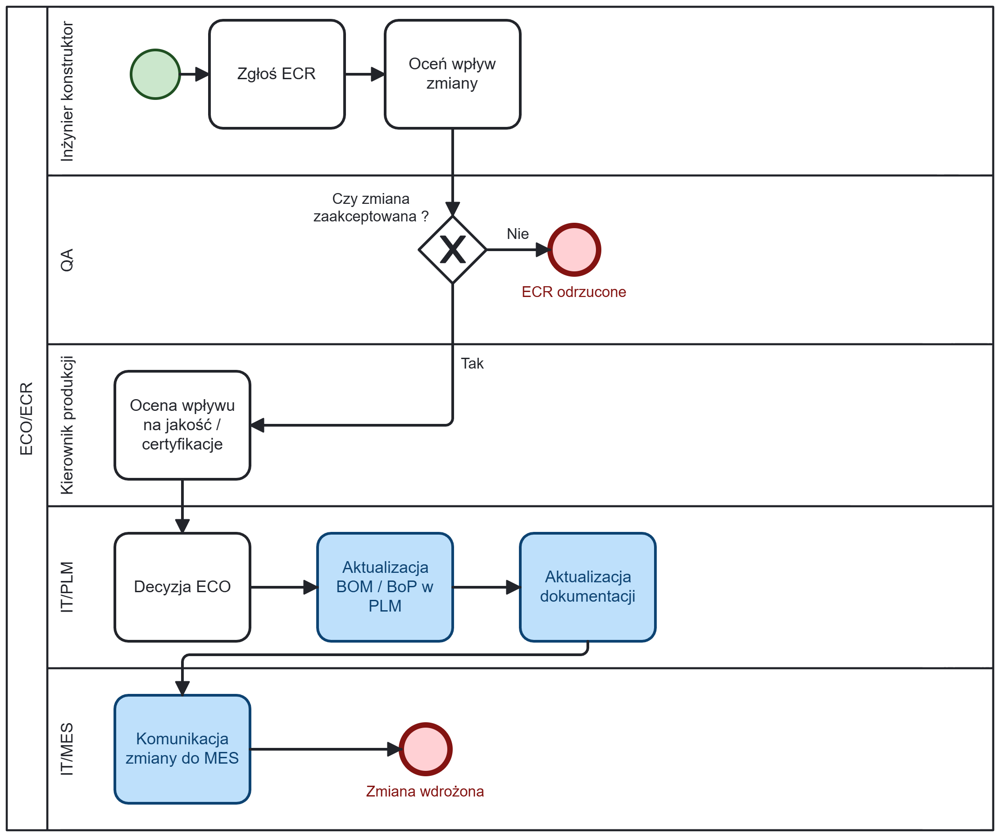 ECO/ECR
Inżynier konstruktor
Zgłoś ECR
Oceń wpływ
zmiany
QA
Czy zmiana
zaakceptowana ?
X
Nie
ECR odrzucone
Kierownik produkcji
Tak
Ocena wpływu
na jakość /
certyfikacje
IT/PLM
Decyzja ECO
Aktualizacja
BOM / BoP w
PLM
Aktualizacja
dokumentacji
IT/MES
Komunikacja
zmiany do MES
Zmiana wdrożona